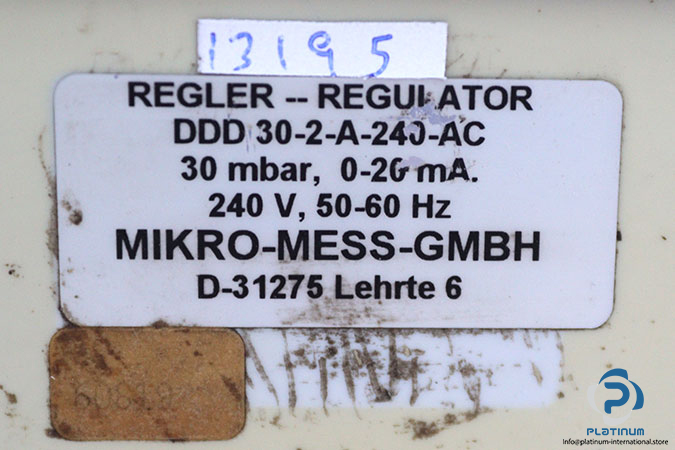 13195
REGLER -- REGULATOR
DDD 30-2-A-240-AC
30 mbar, 0-20 mA.
240 V, 50-60 Hz
MIKRO-MESS-GMBH
D-31275 Lehrte 6
PLATINUM
Info@platinum-international.store